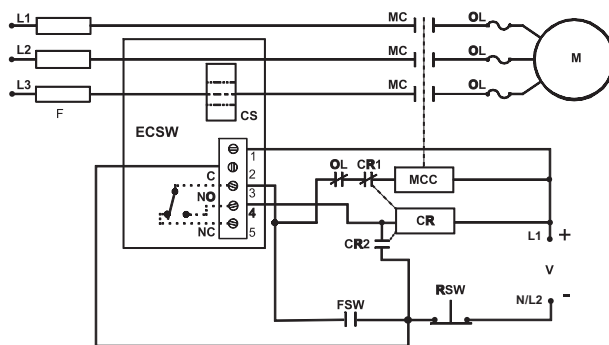 L1 MC OL
L2 MC OL M
L3 MC OL
F CS
ECSW
1
C 2 OL CR1 MCC
3
NO 4 CR
NC 5 CR2 L1 +
V
FSW RSW N/L2 -